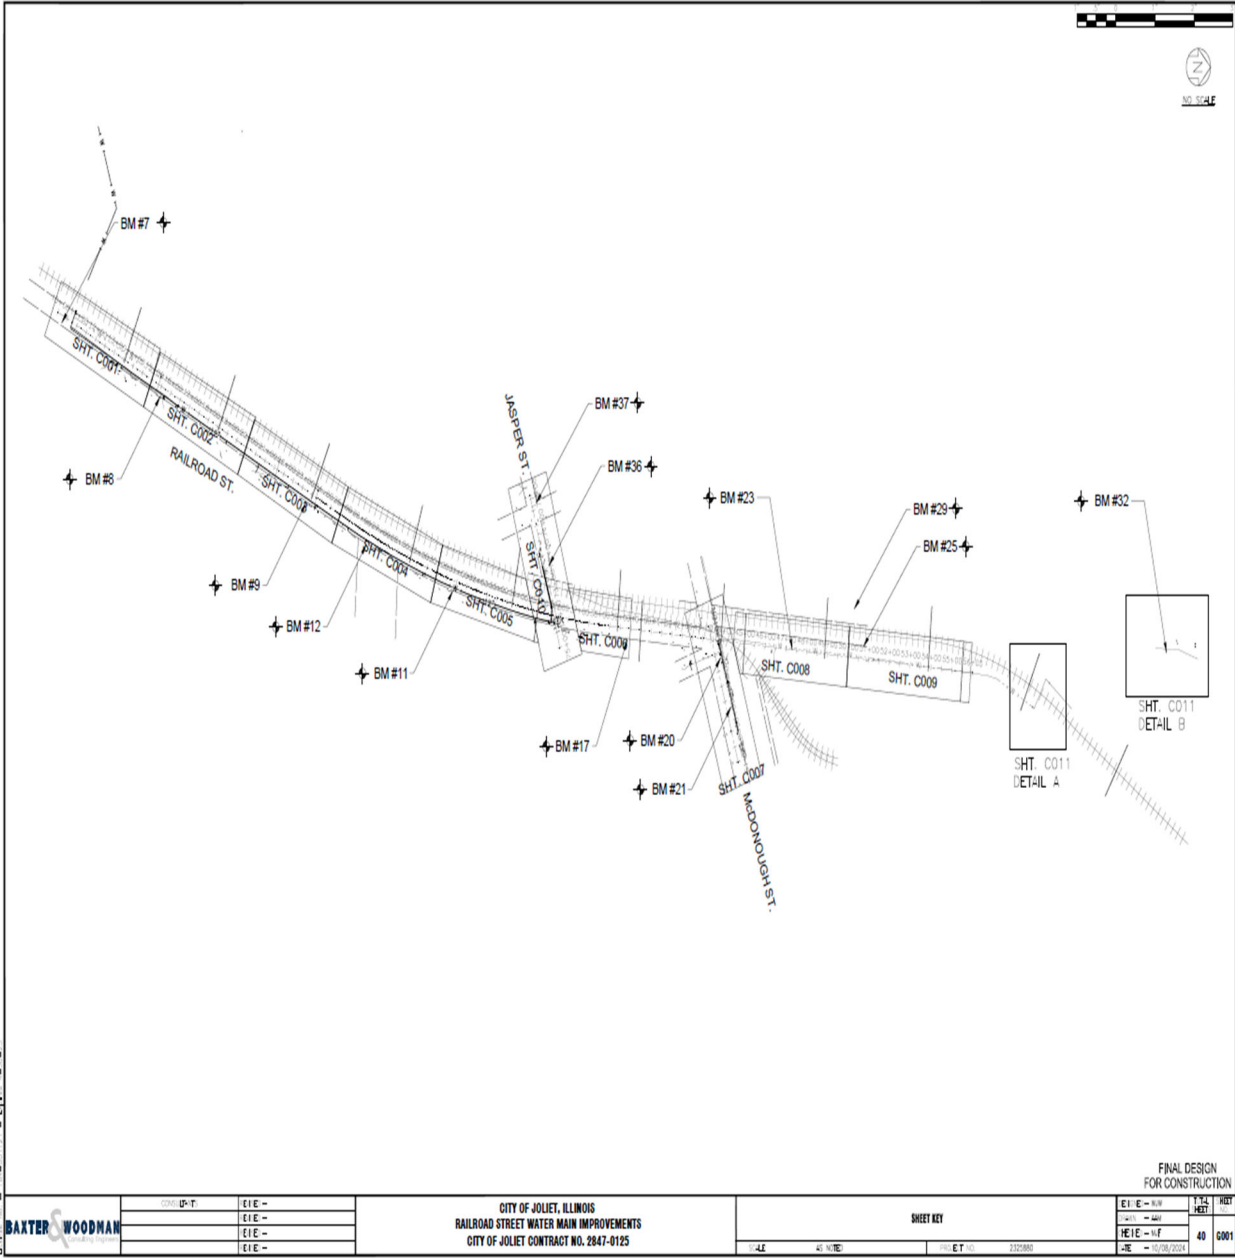 NO SCALE
BM #7
SHT. C001
SHT. C002
RAILROAD ST.
BM #8
SHT. C003
SHT. C004
BM #9
BM #12
SHT. C005
BM #11
JASPER ST.
BM #37
BM #36
SHT. C010
SHT. C006
BM #17
BM #23
BM #29
BM #25
BM #32
SHT. C008
SHT. C009
BM #20
BM #21
SHT. C007
McDONOUGH ST.
SHT. C011
DETAIL A
SHT. C011
DETAIL B
FINAL DESIGN
FOR CONSTRUCTION
BAXTER & WOODMAN
Consulting Engineers
CITY OF JOLIET, ILLINOIS
RAILROAD STREET WATER MAIN IMPROVEMENTS
CITY OF JOLIET CONTRACT NO. 2847-0125
SHEET KEY
AS NOTED
2325880
10/08/2024
40
G001